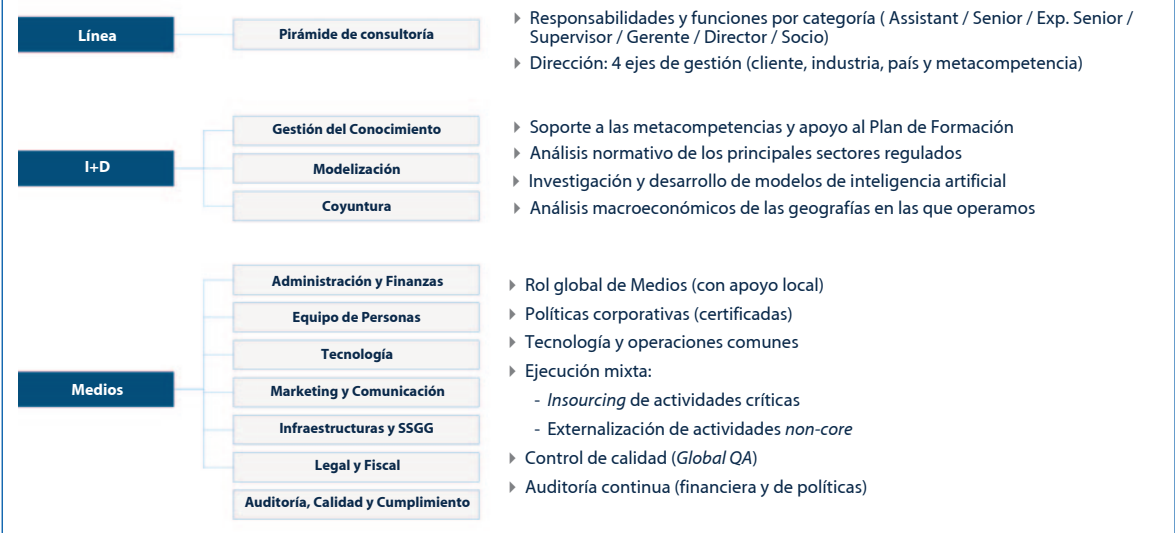 Línea
Pirámide de consultoría
Responsabilidades y funciones por categoría ( Assistant / Senior / Exp. Senior /
Supervisor / Gerente / Director / Socio)
Dirección: 4 ejes de gestión (cliente, industria, país y metacompetencia)
I+D
Gestión del Conocimiento
Modelización
Coyuntura
Soporte a las metacompetencias y apoyo al Plan de Formación
Análisis normativo de los principales sectores regulados
Investigación y desarrollo de modelos de inteligencia artificial
Análisis macroeconómicos de las geografías en las que operamos
Medios
Administración y Finanzas
Equipo de Personas
Tecnología
Marketing y Comunicación
Infraestructuras y SSGG
Legal y Fiscal
Auditoría, Calidad y Cumplimiento
Rol global de Medios (con apoyo local)
Políticas corporativas (certificadas)
Tecnología y operaciones comunes
Ejecución mixta:
- Insourcing de actividades críticas
- Externalización de actividades non-core
Control de calidad (Global QA)
Auditoría continua (financiera y de políticas)